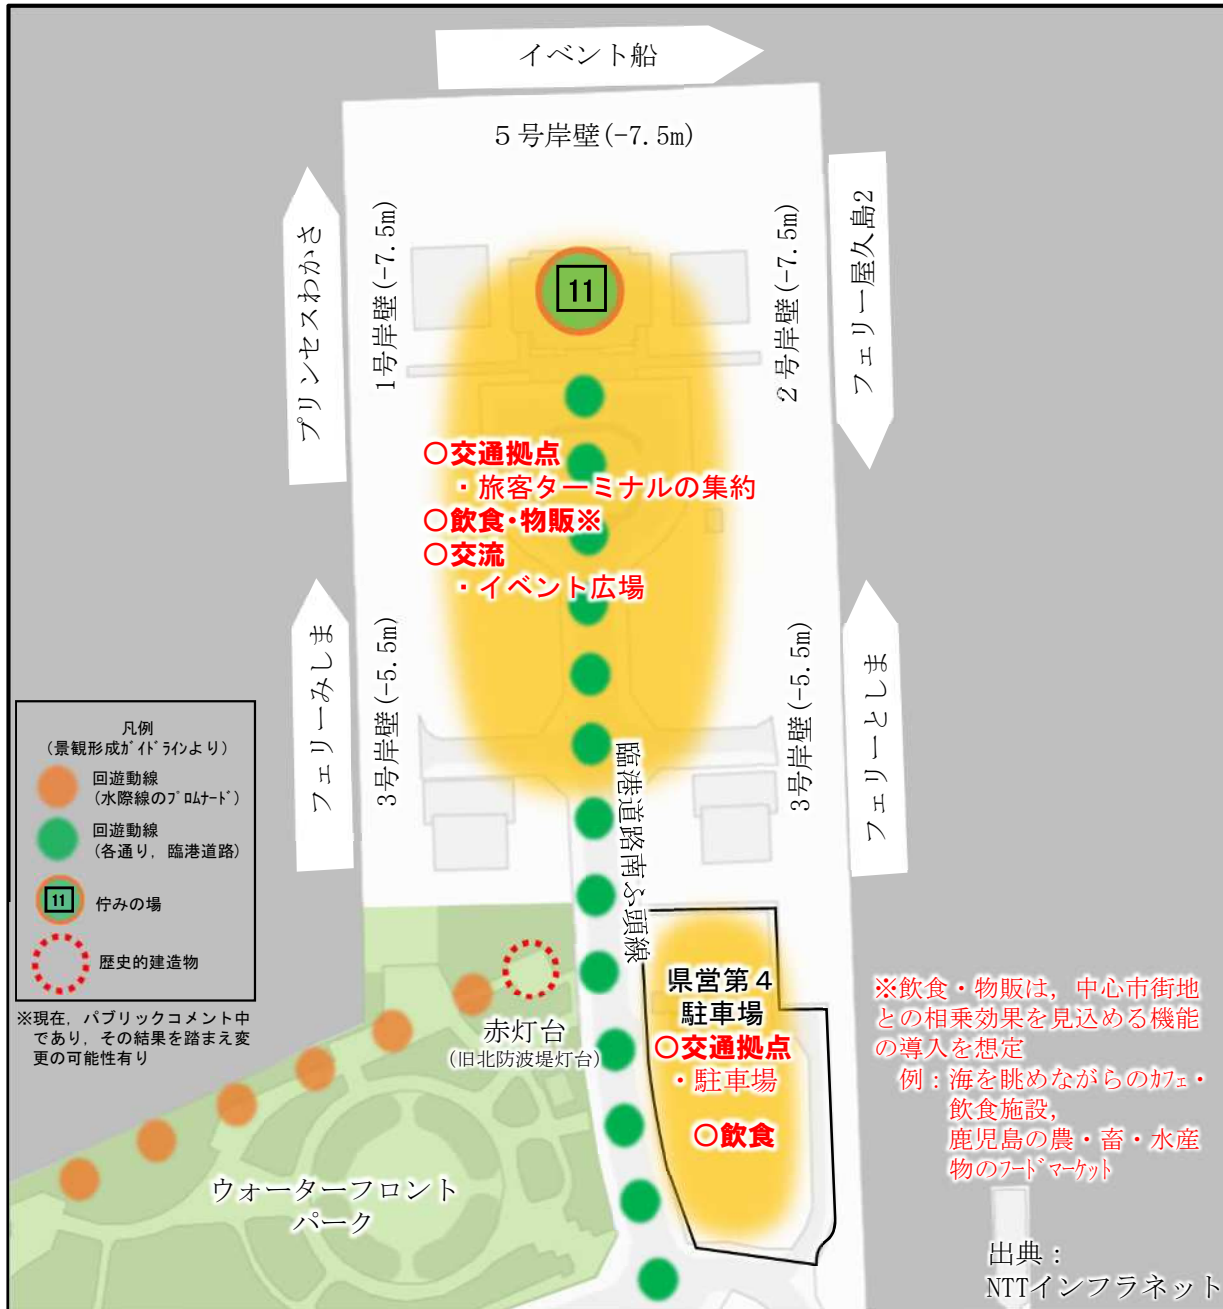 イベント船
5号岸壁(-7.5m)
プリンセスわかさ
1号岸壁(-7.5m)
11
2号岸壁(-7.5m)
フェリー屋久島2
○交通拠点
・旅客ターミナルの集約
○飲食・物販※
○交流
・イベント広場
フェリーみしま
3号岸壁(-5.5m)
3号岸壁(-5.5m)
フェリーとしま
臨港道路南ふ頭線
凡例
(景観形成ガイドラインより)
回遊動線
(水際線のプロムナード)
回遊動線
(各通り，臨港道路)
11
佇みの場
歴史的建造物
※現在，パブリックコメント中
であり，その結果を踏まえ変
更の可能性有り
赤灯台
(旧北防波堤灯台)
県営第4
駐車場
○交通拠点
・駐車場
○飲食
ウォーターフロント
パーク
※飲食・物販は，中心市街地
との相乗効果を見込める機能
の導入を想定
例：海を眺めながらのカフェ・
飲食施設，
鹿児島の農・畜・水産
物のフードマーケット
出典：
NTTインフラネット